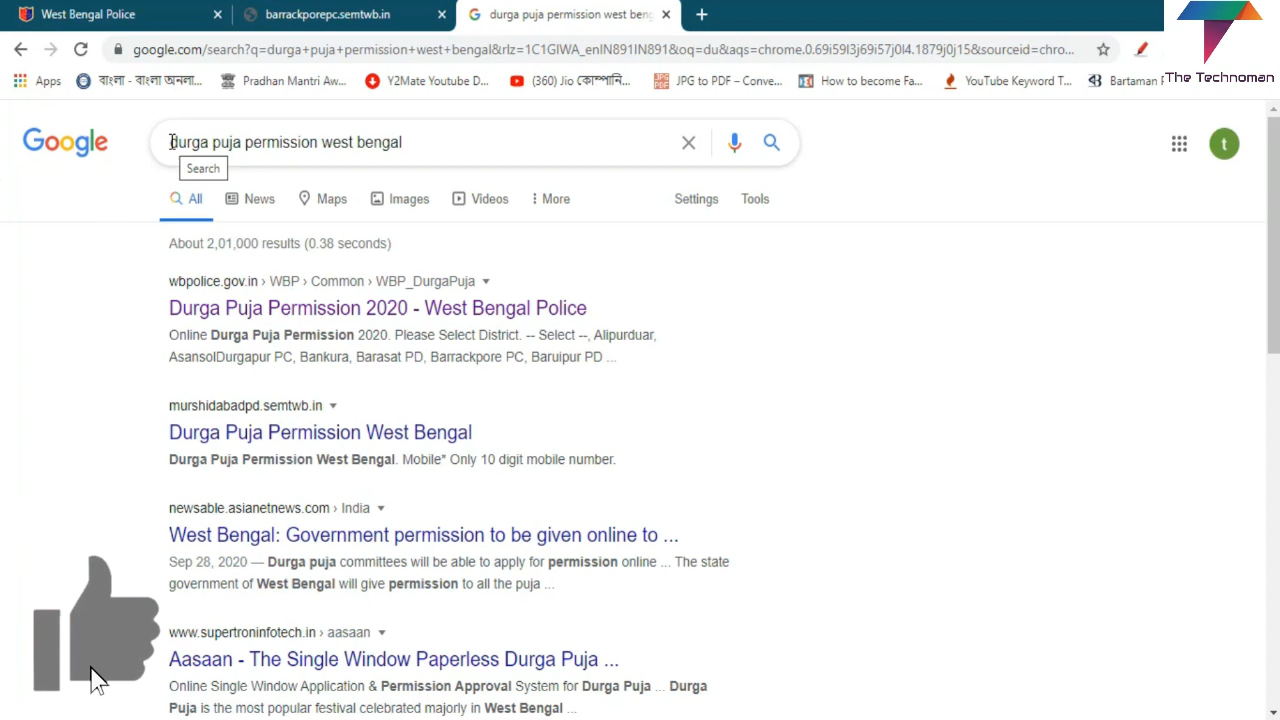 West Bengal Police
barrackporepc.semtwb.in
durga puja permission west beng
The Technoman
google.com/search?q=durga+puja+permission+west+bengal&rlz=1C1GIWA_enIN891IN891&oq=du&aqs=chrome.0.69i59l3j69i57j0l4.1879j0j15&sourceid=chro...
Apps
বাংলা - বাংলা অনলা...
Pradhan Mantri Aw...
Y2Mate Youtube D...
(360) Jio কোম্পানি...
JPG to PDF – Conve...
How to become Fa...
YouTube Keyword T...
Bartaman
Google
durga puja permission west bengal
t
Search
All News Maps Images Videos More Settings Tools
About 2,01,000 results (0.38 seconds)
wbpolice.gov.in › WBP › Common › WBP_DurgaPuja
Durga Puja Permission 2020 - West Bengal Police
Online Durga Puja Permission 2020. Please Select District. -- Select --, Alipurduar,
AsansolDurgapur PC, Bankura, Barasat PD, Barrackpore PC, Baruipur PD ...
murshidabadpd.semtwb.in
Durga Puja Permission West Bengal
Durga Puja Permission West Bengal. Mobile* Only 10 digit mobile number.
newsable.asianetnews.com › India
West Bengal: Government permission to be given online to ...
Sep 28, 2020 — Durga puja committees will be able to apply for permission online ... The state
government of West Bengal will give permission to all the puja ...
www.supertroninfotech.in › aasaan
Aasaan - The Single Window Paperless Durga Puja ...
Online Single Window Application & Permission Approval System for Durga Puja ... Durga
Puja is the most popular festival celebrated majorly in West Bengal ...